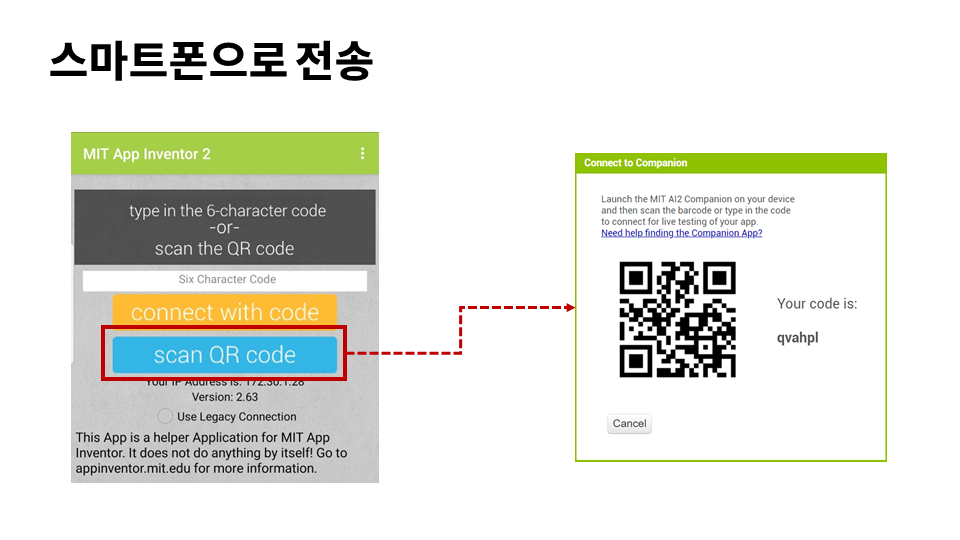 스마트폰으로 전송
MIT App Inventor 2
type in the 6-character code
-or-
scan the QR code
Six Character Code
connect with code
scan QR code
Your IP Address is: 172.30.1.28
Version: 2.63
Use Legacy Connection
This App is a helper Application for MIT App
Inventor. It does not do anything by itself! Go to
appinventor.mit.edu for more information.
Connect to Companion
Launch the MIT AI2 Companion on your device
and then scan the barcode or type in the code
to connect for live testing of your app.
Need help finding the Companion App?
Your code is:
qvahpl
Cancel